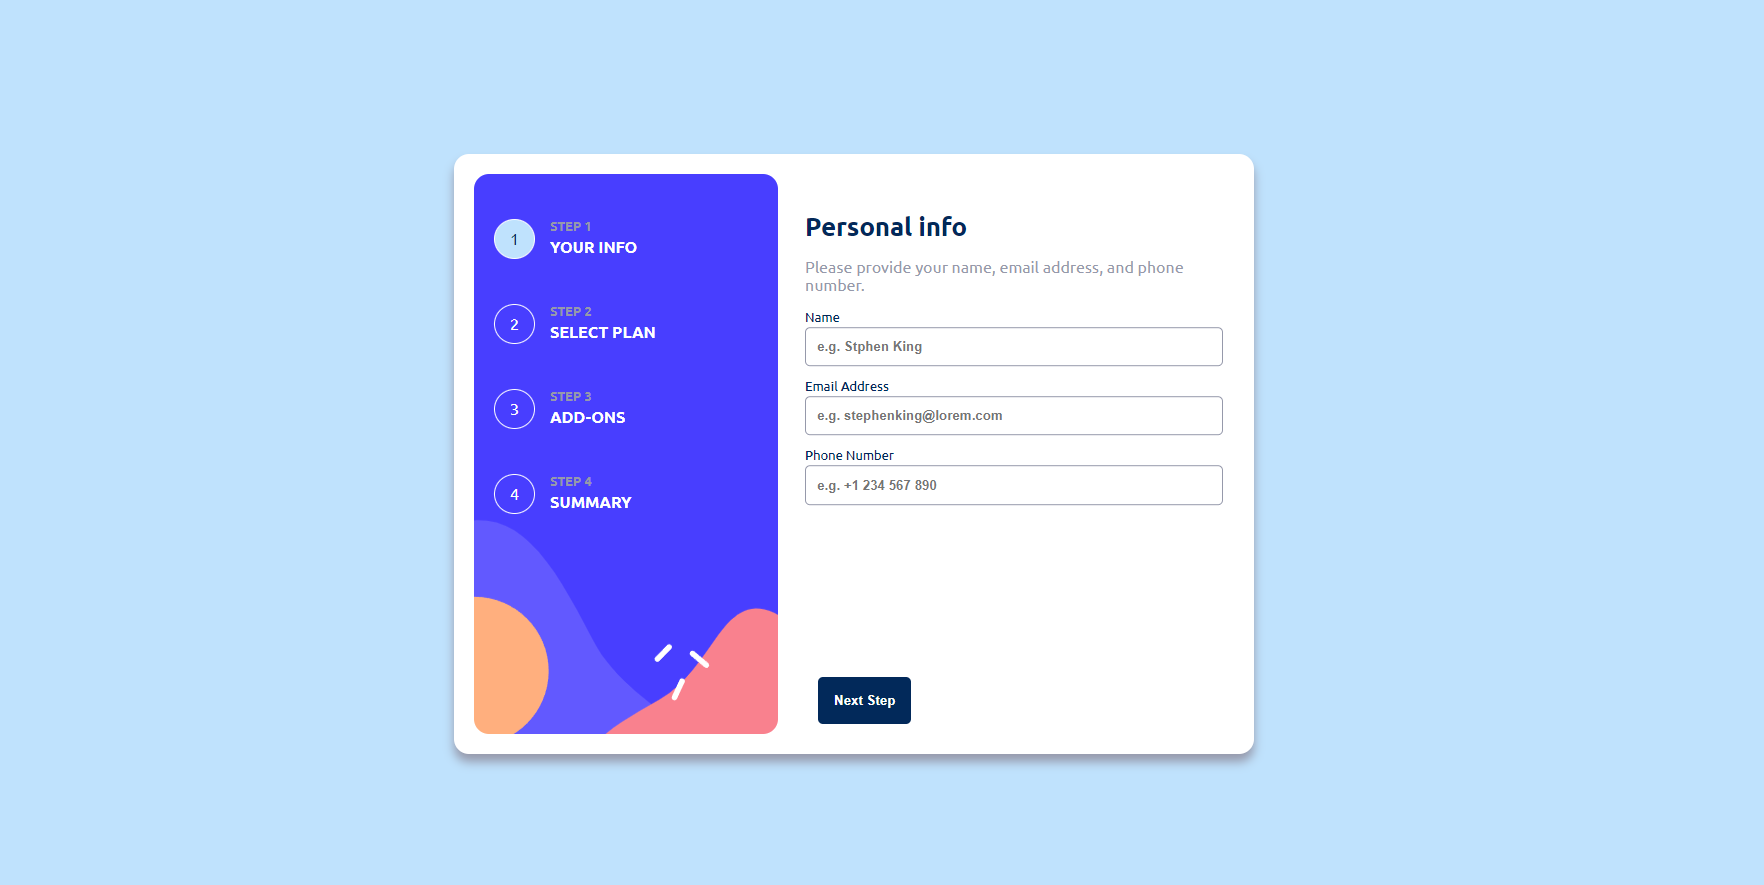 1
STEP 1
YOUR INFO
2
STEP 2
SELECT PLAN
3
STEP 3
ADD-ONS
4
STEP 4
SUMMARY
Personal info
Please provide your name, email address, and phone
number.
Name
e.g. Stphen King
Email Address
e.g. stephenking@lorem.com
Phone Number
e.g. +1 234 567 890
Next Step